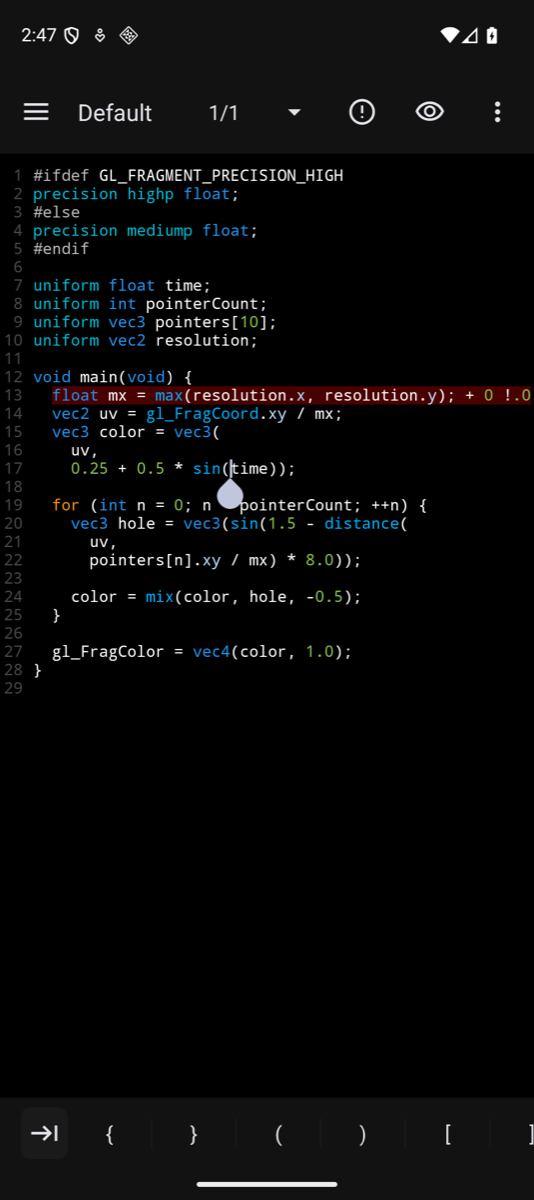 2:47
Default 1/1
1 #ifdef GL_FRAGMENT_PRECISION_HIGH
2 precision highp float;
3 #else
4 precision mediump float;
5 #endif
6
7 uniform float time;
8 uniform int pointerCount;
9 uniform vec3 pointers[10];
10 uniform vec2 resolution;
11
12 void main(void) {
13 float mx = max(resolution.x, resolution.y); + 0 !.0
14 vec2 uv = gl_FragCoord.xy / mx;
15 vec3 color = vec3(
16 uv,
17 0.25 + 0.5 * sin(time));
18
19 for (int n = 0; n pointerCount; ++n) {
20 vec3 hole = vec3(sin(1.5 - distance(
21 uv,
22 pointers[n].xy / mx) * 8.0));
23
24 color = mix(color, hole, -0.5);
25 }
26
27 gl_FragColor = vec4(color, 1.0);
28 }
29
{ } ( ) [ ]